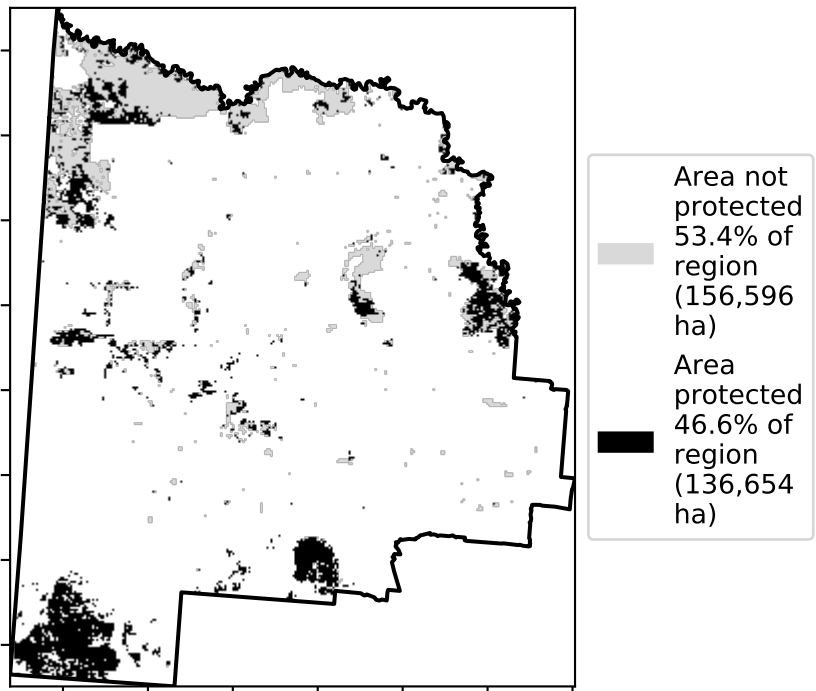 Area not
protected
53.4% of
region
(156,596
ha)
Area
protected
46.6% of
region
(136,654
ha)